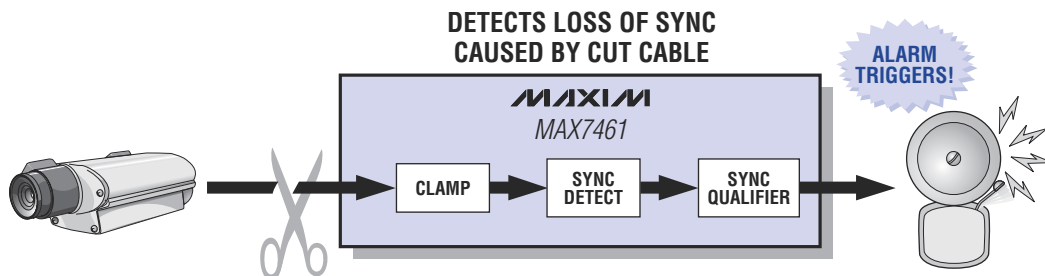 DETECTS LOSS OF SYNC
CAUSED BY CUT CABLE
ALARM
TRIGGERS!
MAXIM
MAX7461
CLAMP
SYNC
DETECT
SYNC
QUALIFIER